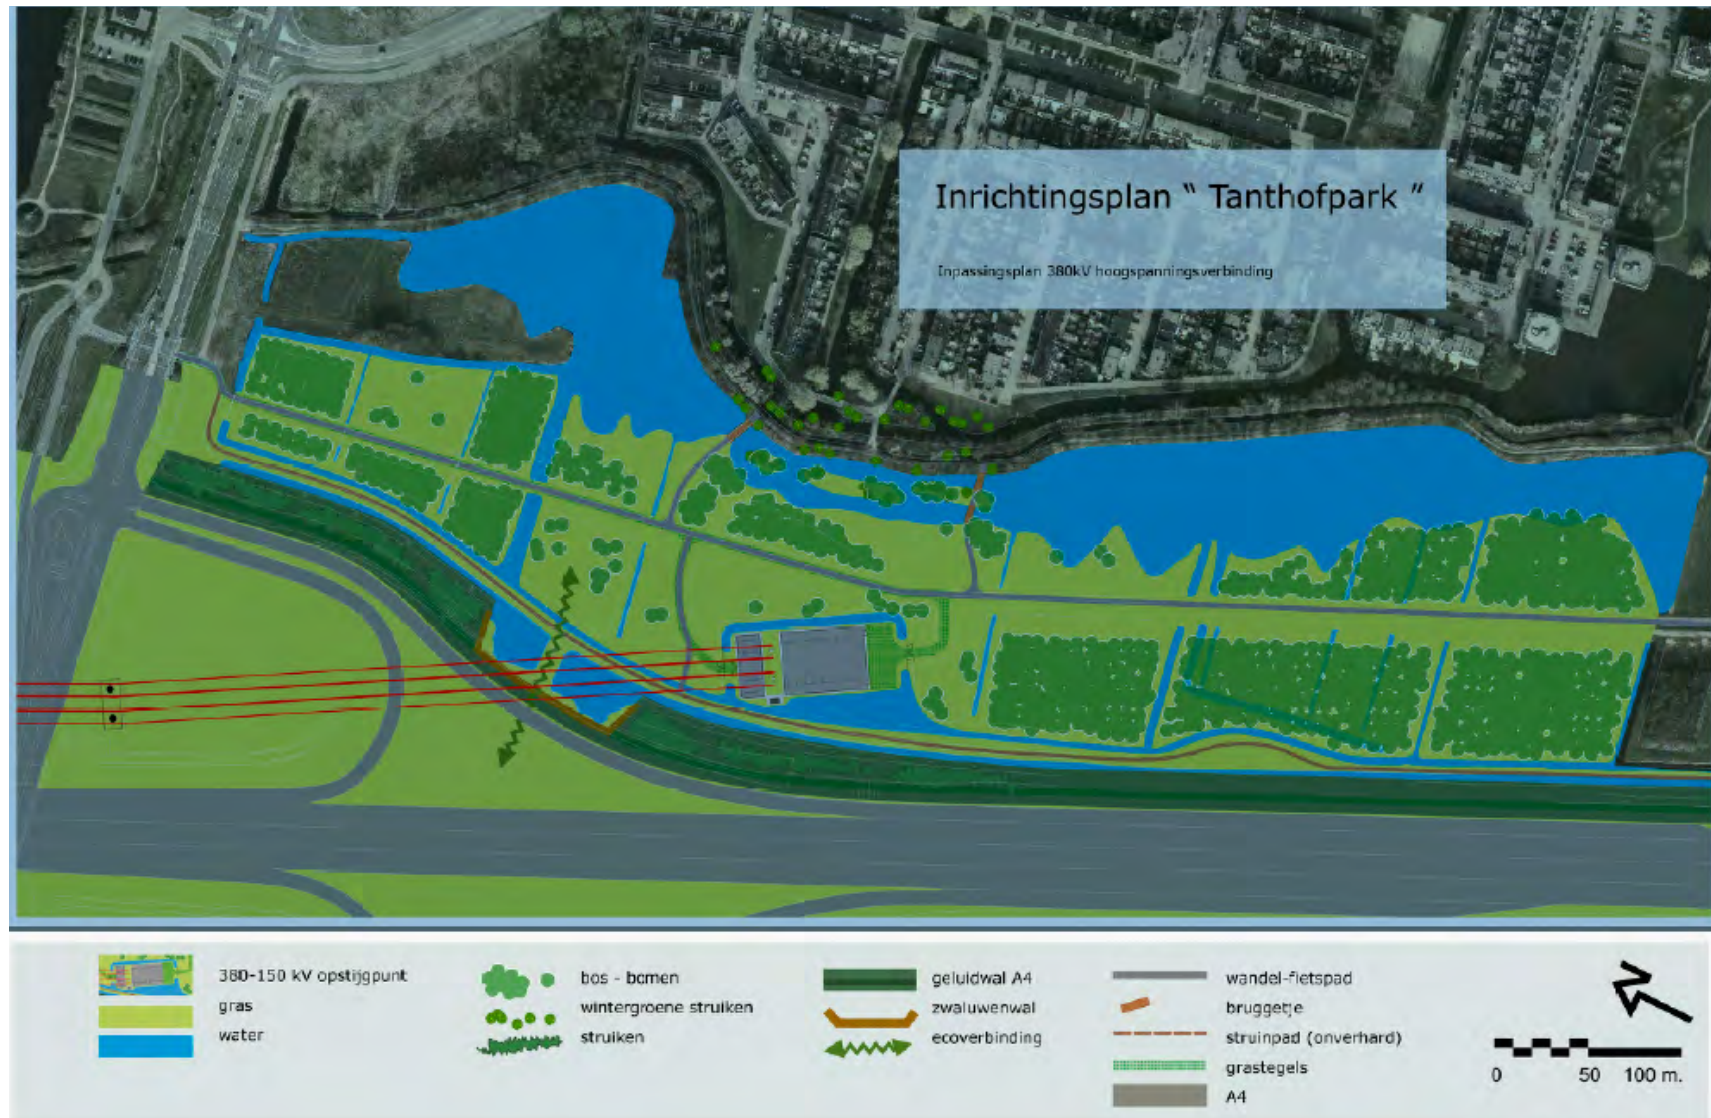 Inrichtingsplan “ Tanthofpark ”
Inpassingsplan 380kV hoogspanningsverbinding
380-150 kV opstijgpunt
gras
water
bos - bomen
wintergroene struiken
struiken
geluidwal A4
zwaluwenwal
ecoverbinding
wandel-fietspad
bruggetje
struinpad (onverhard)
grastegels
A4
0 50 100 m.